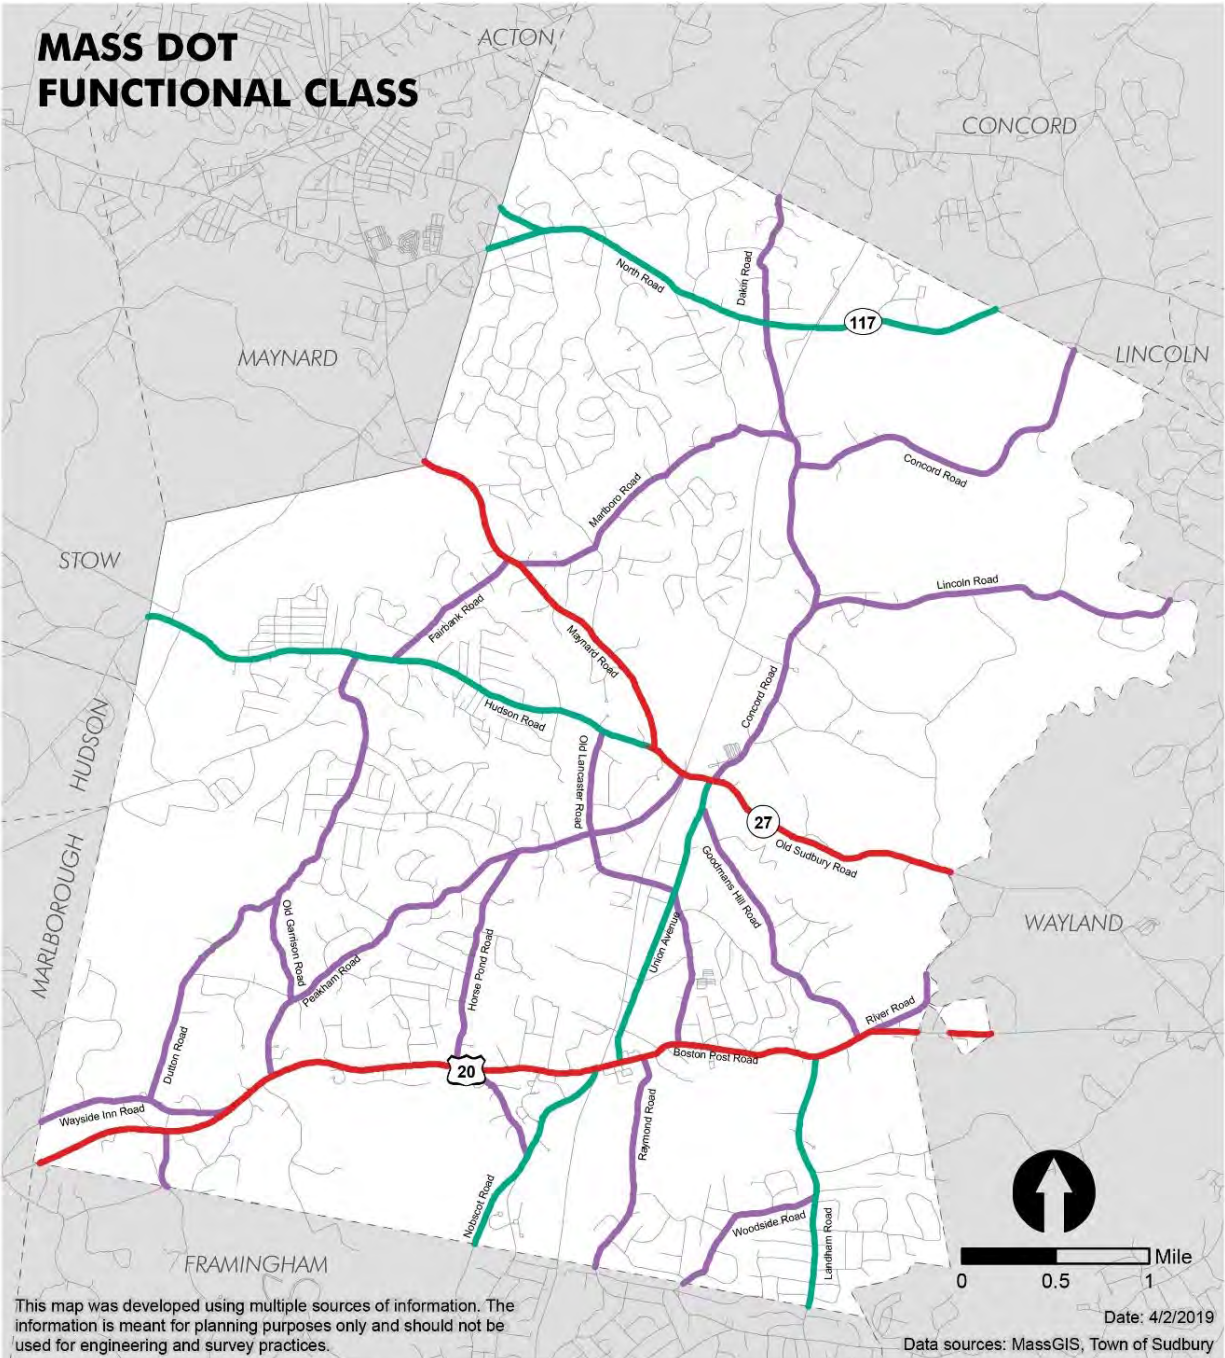 MASS DOT
FUNCTIONAL CLASS
ACTON
CONCORD
North Road
Dakin Road
117
MAYNARD
LINCOLN
Concord Road
Marlboro Road
STOW
Lincoln Road
Fairbank Road
Maynard Road
Concord Road
Hudson Road
HUDSON
Old Lancaster Road
27
Old Sudbury Road
Goodmans Hill Road
MARLBOROUGH
WAYLAND
Old Garrison Road
Union Avenue
Horse Pond Road
Peakham Road
River Road
Dutton Road
Boston Post Road
20
Wayside Inn Road
Raymond Road
Nobscot Road
Woodside Road
Landham Road
FRAMINGHAM
Mile
0 0.5 1
This map was developed using multiple sources of information. The
information is meant for planning purposes only and should not be
used for engineering and survey practices.
Date: 4/2/2019
Data sources: MassGIS, Town of Sudbury